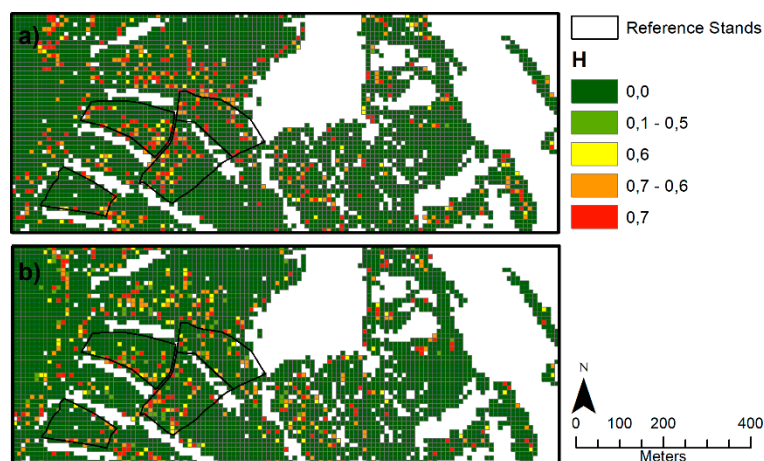 a)
b)
Reference Stands
H
0,0
0,1 - 0,5
0,6
0,7 - 0,6
0,7
N
0 100 200 400
Meters